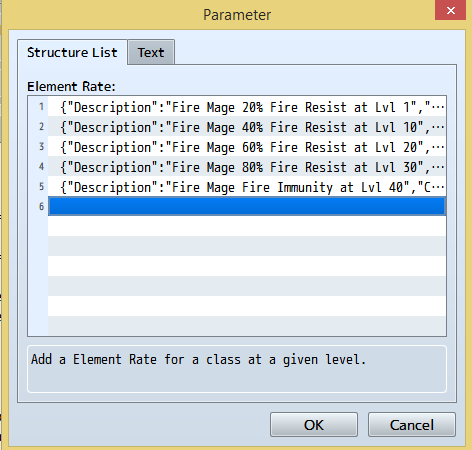 Parameter
Structure List
Text
Element Rate:
1 {"Description":"Fire Mage 20% Fire Resist at Lvl 1","···
2 {"Description":"Fire Mage 40% Fire Resist at Lvl 10",···
3 {"Description":"Fire Mage 60% Fire Resist at Lvl 20",···
4 {"Description":"Fire Mage 80% Fire Resist at Lvl 30",···
5 {"Description":"Fire Mage Fire Immunity at Lvl 40","C···
6
Add a Element Rate for a class at a given level.
OK
Cancel